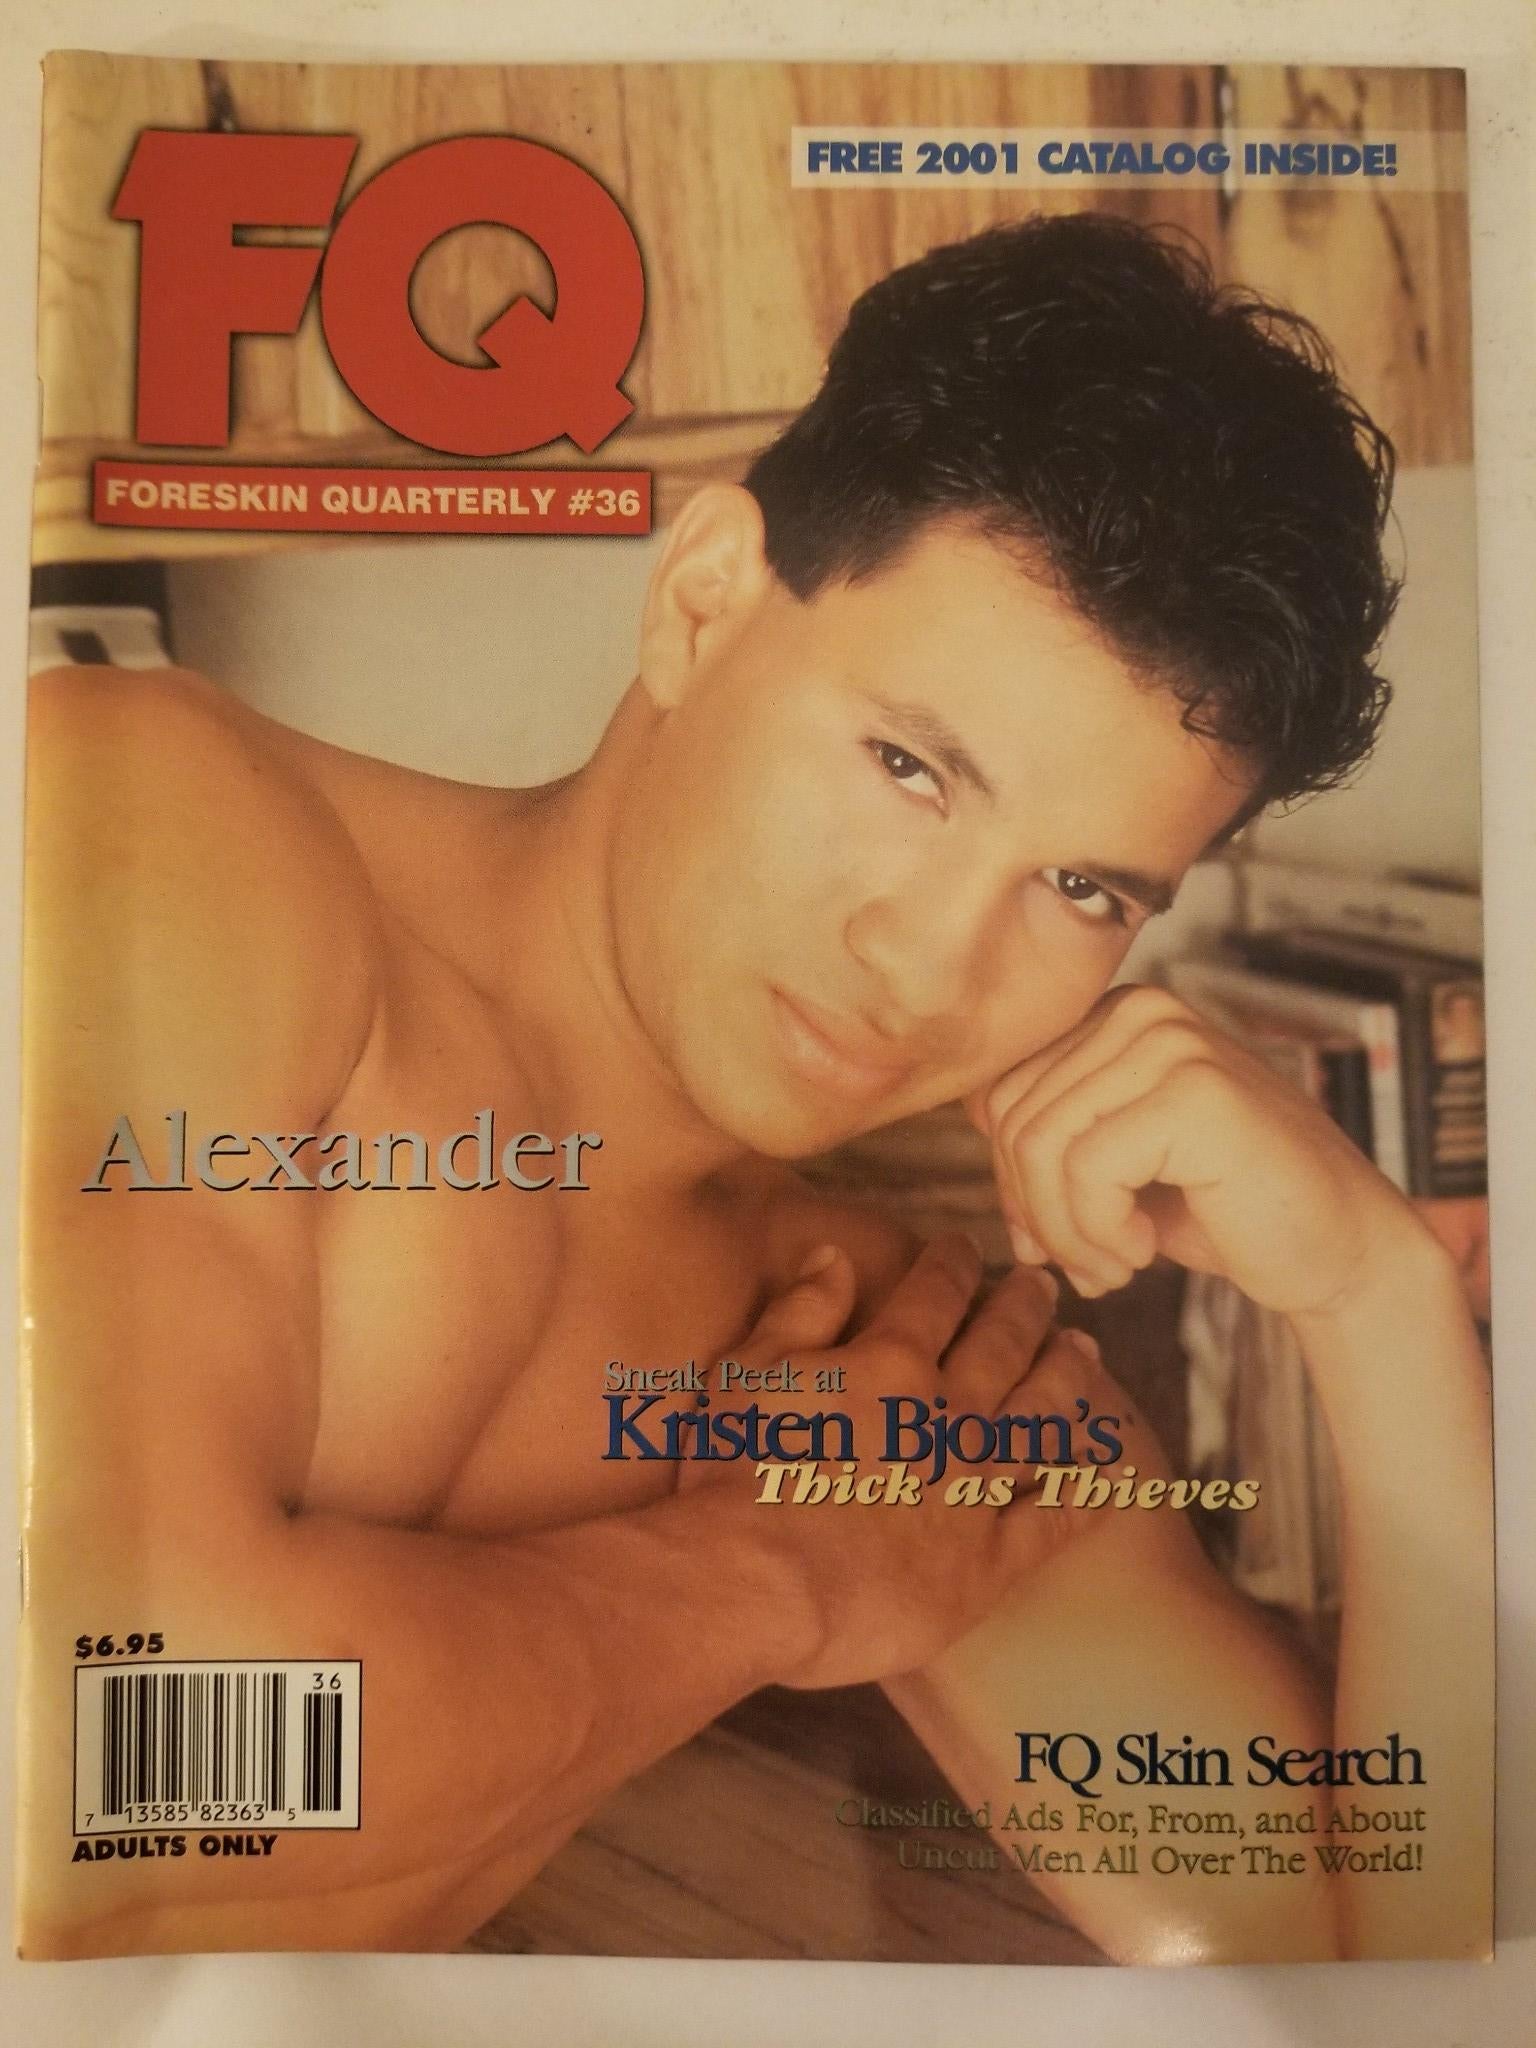 FQ
FREE 2001 CATALOG INSIDE!
FORESKIN QUARTERLY #36
Alexander
Sneak Peek at
Kristen Bjorn's
Thick as Thieves
$6.95
36
7 13585 82363 5
ADULTS ONLY
FQ Skin Search
Classified Ads For, From, and About
Uncut Men All Over The World!